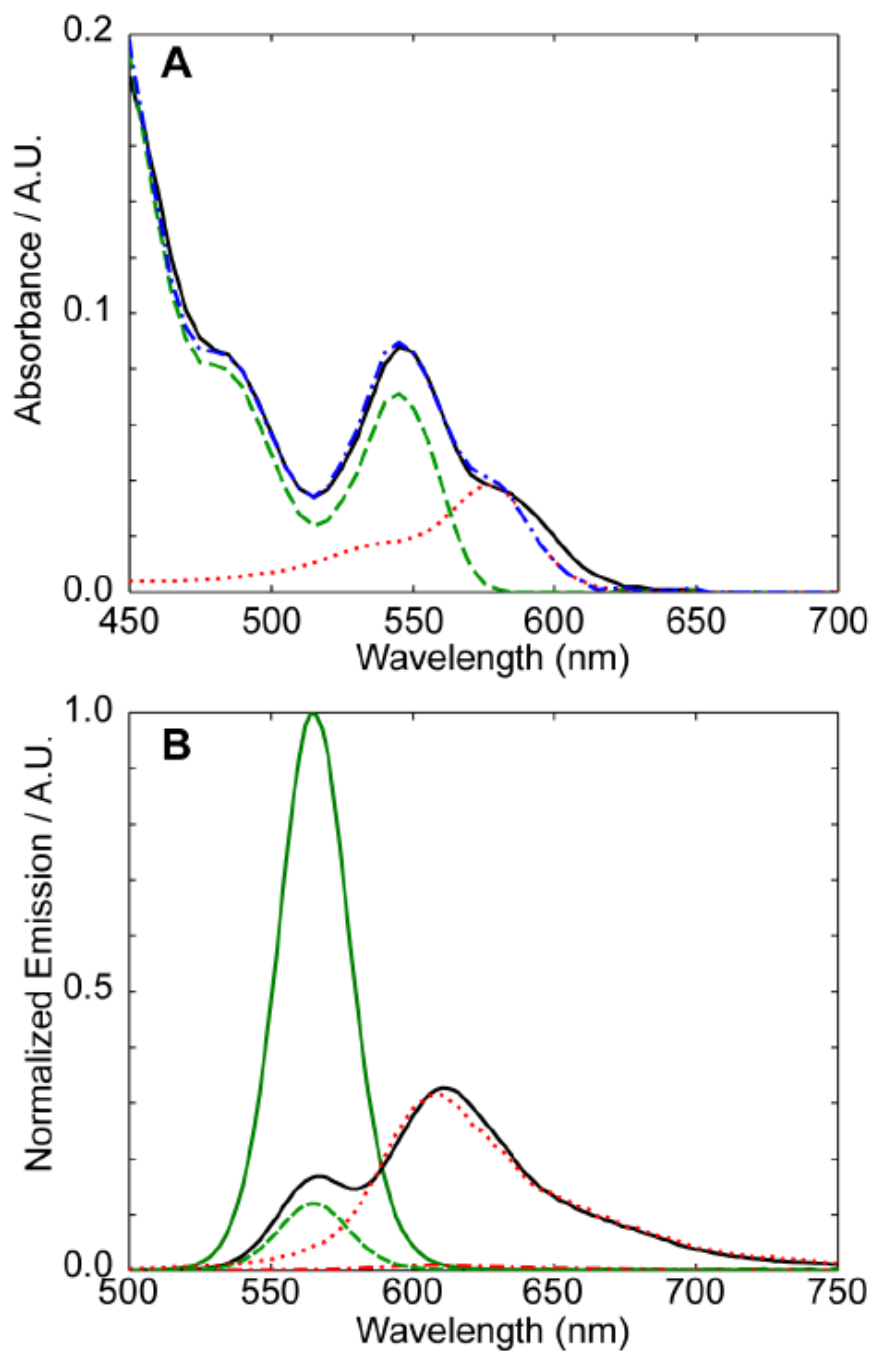 A
0.2
0.1
0.0
Absorbance / A.U.
450 500 550 600 650 700
Wavelength (nm)
B
1.0
0.5
0.0
Normalized Emission / A.U.
500 550 600 650 700 750
Wavelength (nm)